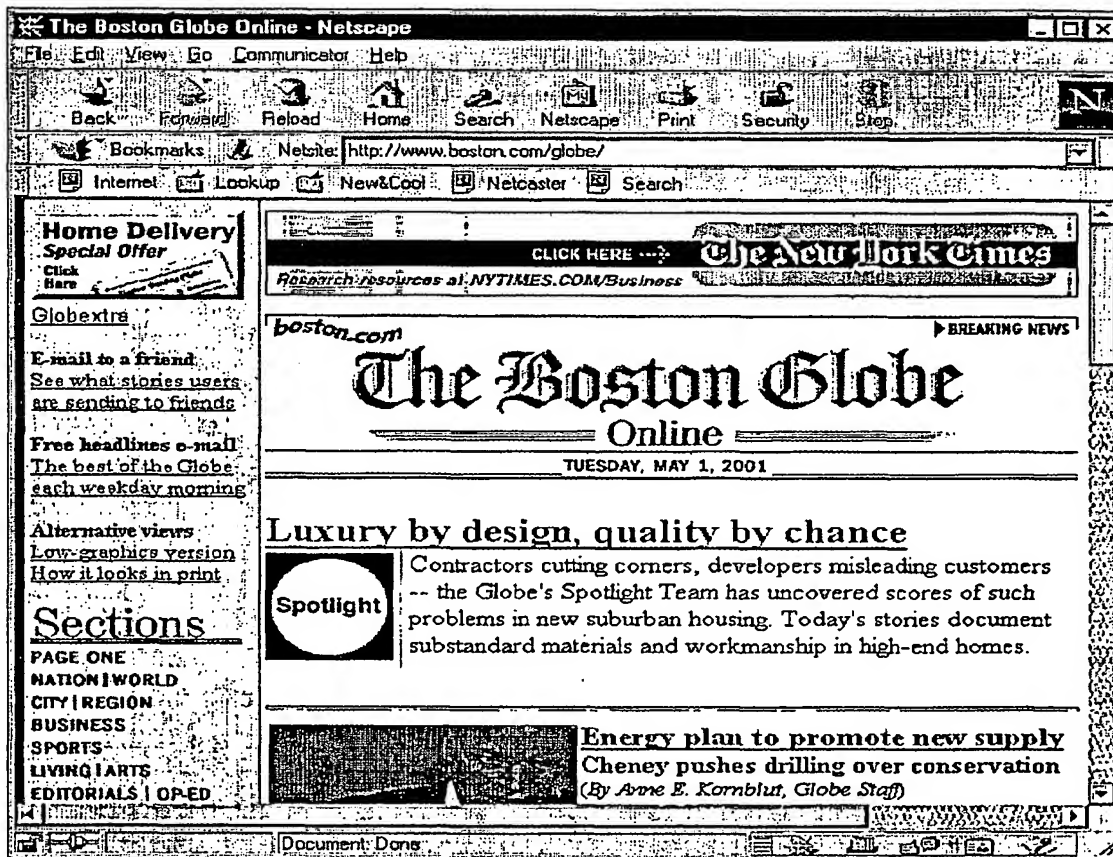 The Boston Globe Online - Netscape
File Edit View Go Communicator Help
Back Forward Reload Home Search Netscape Print Security Stop
N
Bookmarks Netsite: http://www.boston.com/globe/
Internet Lookup New&Cool Netcaster Search
Home Delivery
Special Offer
Click
Here
Globextra
E-mail to a friend
See what stories users
are sending to friends
Free headlines e-mail
The best of the Globe
each weekday morning
Alternative views
Low-graphics version
How it looks in print
Sections
PAGE ONE
NATION | WORLD
CITY | REGION
BUSINESS
SPORTS
LIVING | ARTS
EDITORIALS | OP-ED
CLICK HERE The New York Times
Research resources at NYTIMES.COM/Business
boston.com
BREAKING NEWS
The Boston Globe
Online
TUESDAY, MAY 1, 2001
Luxury by design, quality by chance
Spotlight
Contractors cutting corners, developers misleading customers
-- the Globe's Spotlight Team has uncovered scores of such
problems in new suburban housing. Today's stories document
substandard materials and workmanship in high-end homes.
Energy plan to promote new supply
Cheney pushes drilling over conservation
(By Anne E. Kornblut, Globe Staff)
Document: Done